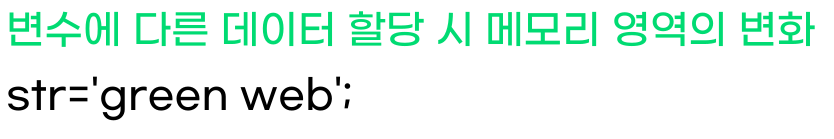 변수에 다른 데이터 할당 시 메모리 영역의 변화
str='green web';